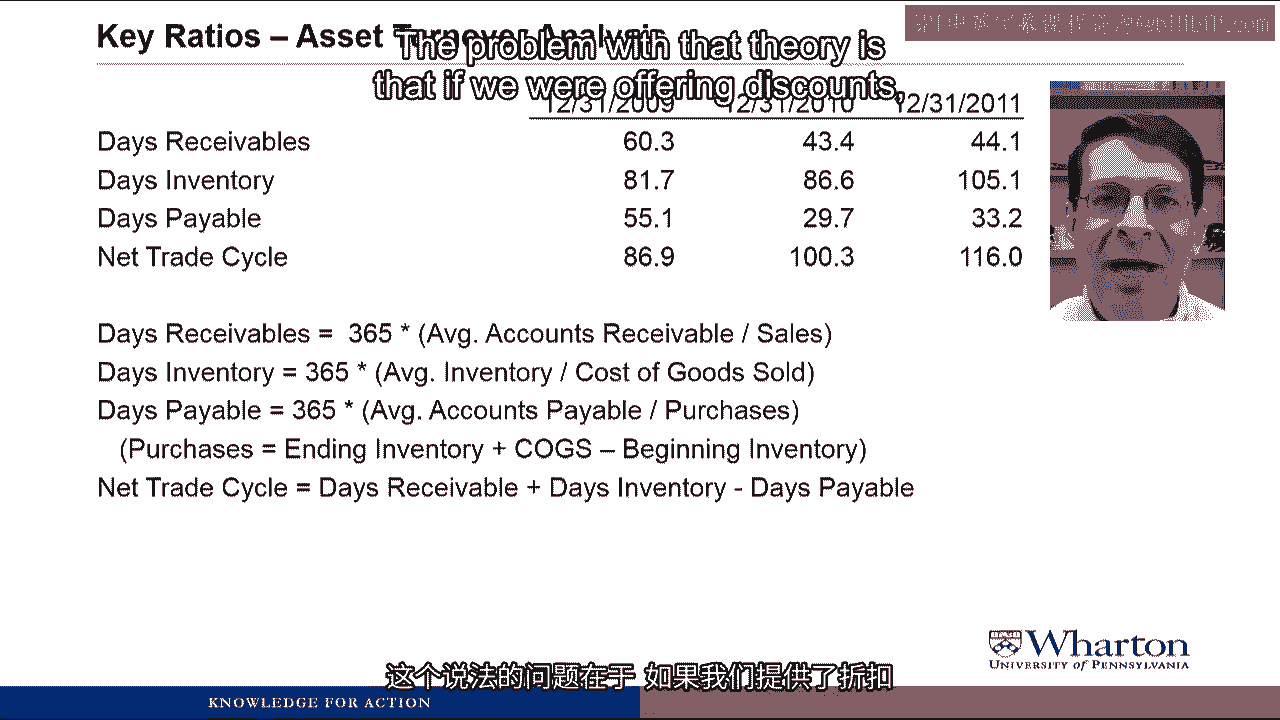 Key Ratios – Asset Turnover Analysis
The problem with that theory is
that if we were offering discounts,
12/31/2009 12/31/2010 12/31/2011
Days Receivables 60.3 43.4 44.1
Days Inventory 81.7 86.6 105.1
Days Payable 55.1 29.7 33.2
Net Trade Cycle 86.9 100.3 116.0
Days Receivables = 365 * (Avg. Accounts Receivable / Sales)
Days Inventory = 365 * (Avg. Inventory / Cost of Goods Sold)
Days Payable = 365 * (Avg. Accounts Payable / Purchases)
(Purchases = Ending Inventory + COGS – Beginning Inventory)
Net Trade Cycle = Days Receivable + Days Inventory - Days Payable
Wharton
UNIVERSITY of PENNSYLVANIA
这个说法的问题在于 如果我们提供了折扣
KNOWLEDGE FOR ACTION